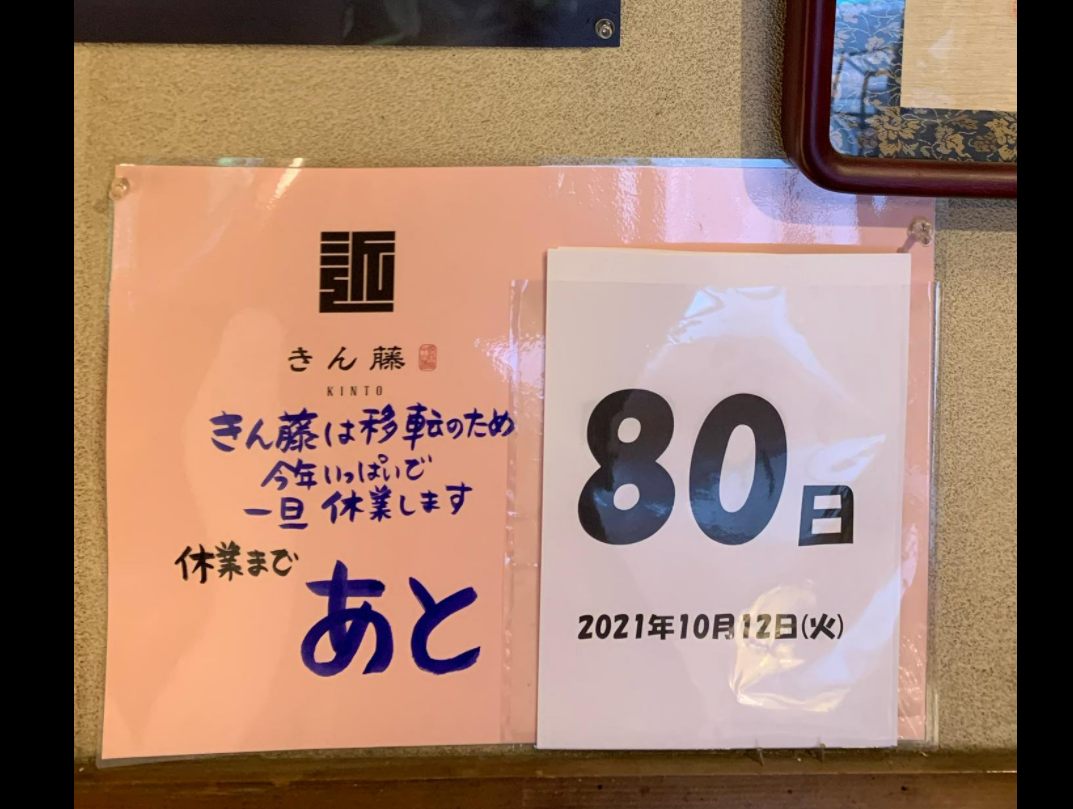 近
きん藤
KINTO
きん藤は移転のため
今年いっぱいで
一旦 休業します
休業まで
あと
80日
2021年10月12日(火)